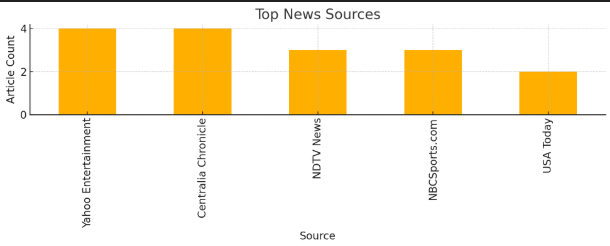 Top News Sources
Article Count
4
2
0
Yahoo Entertainment
Centralia Chronicle
NDTV News
NBCSports.com
USA Today
Source